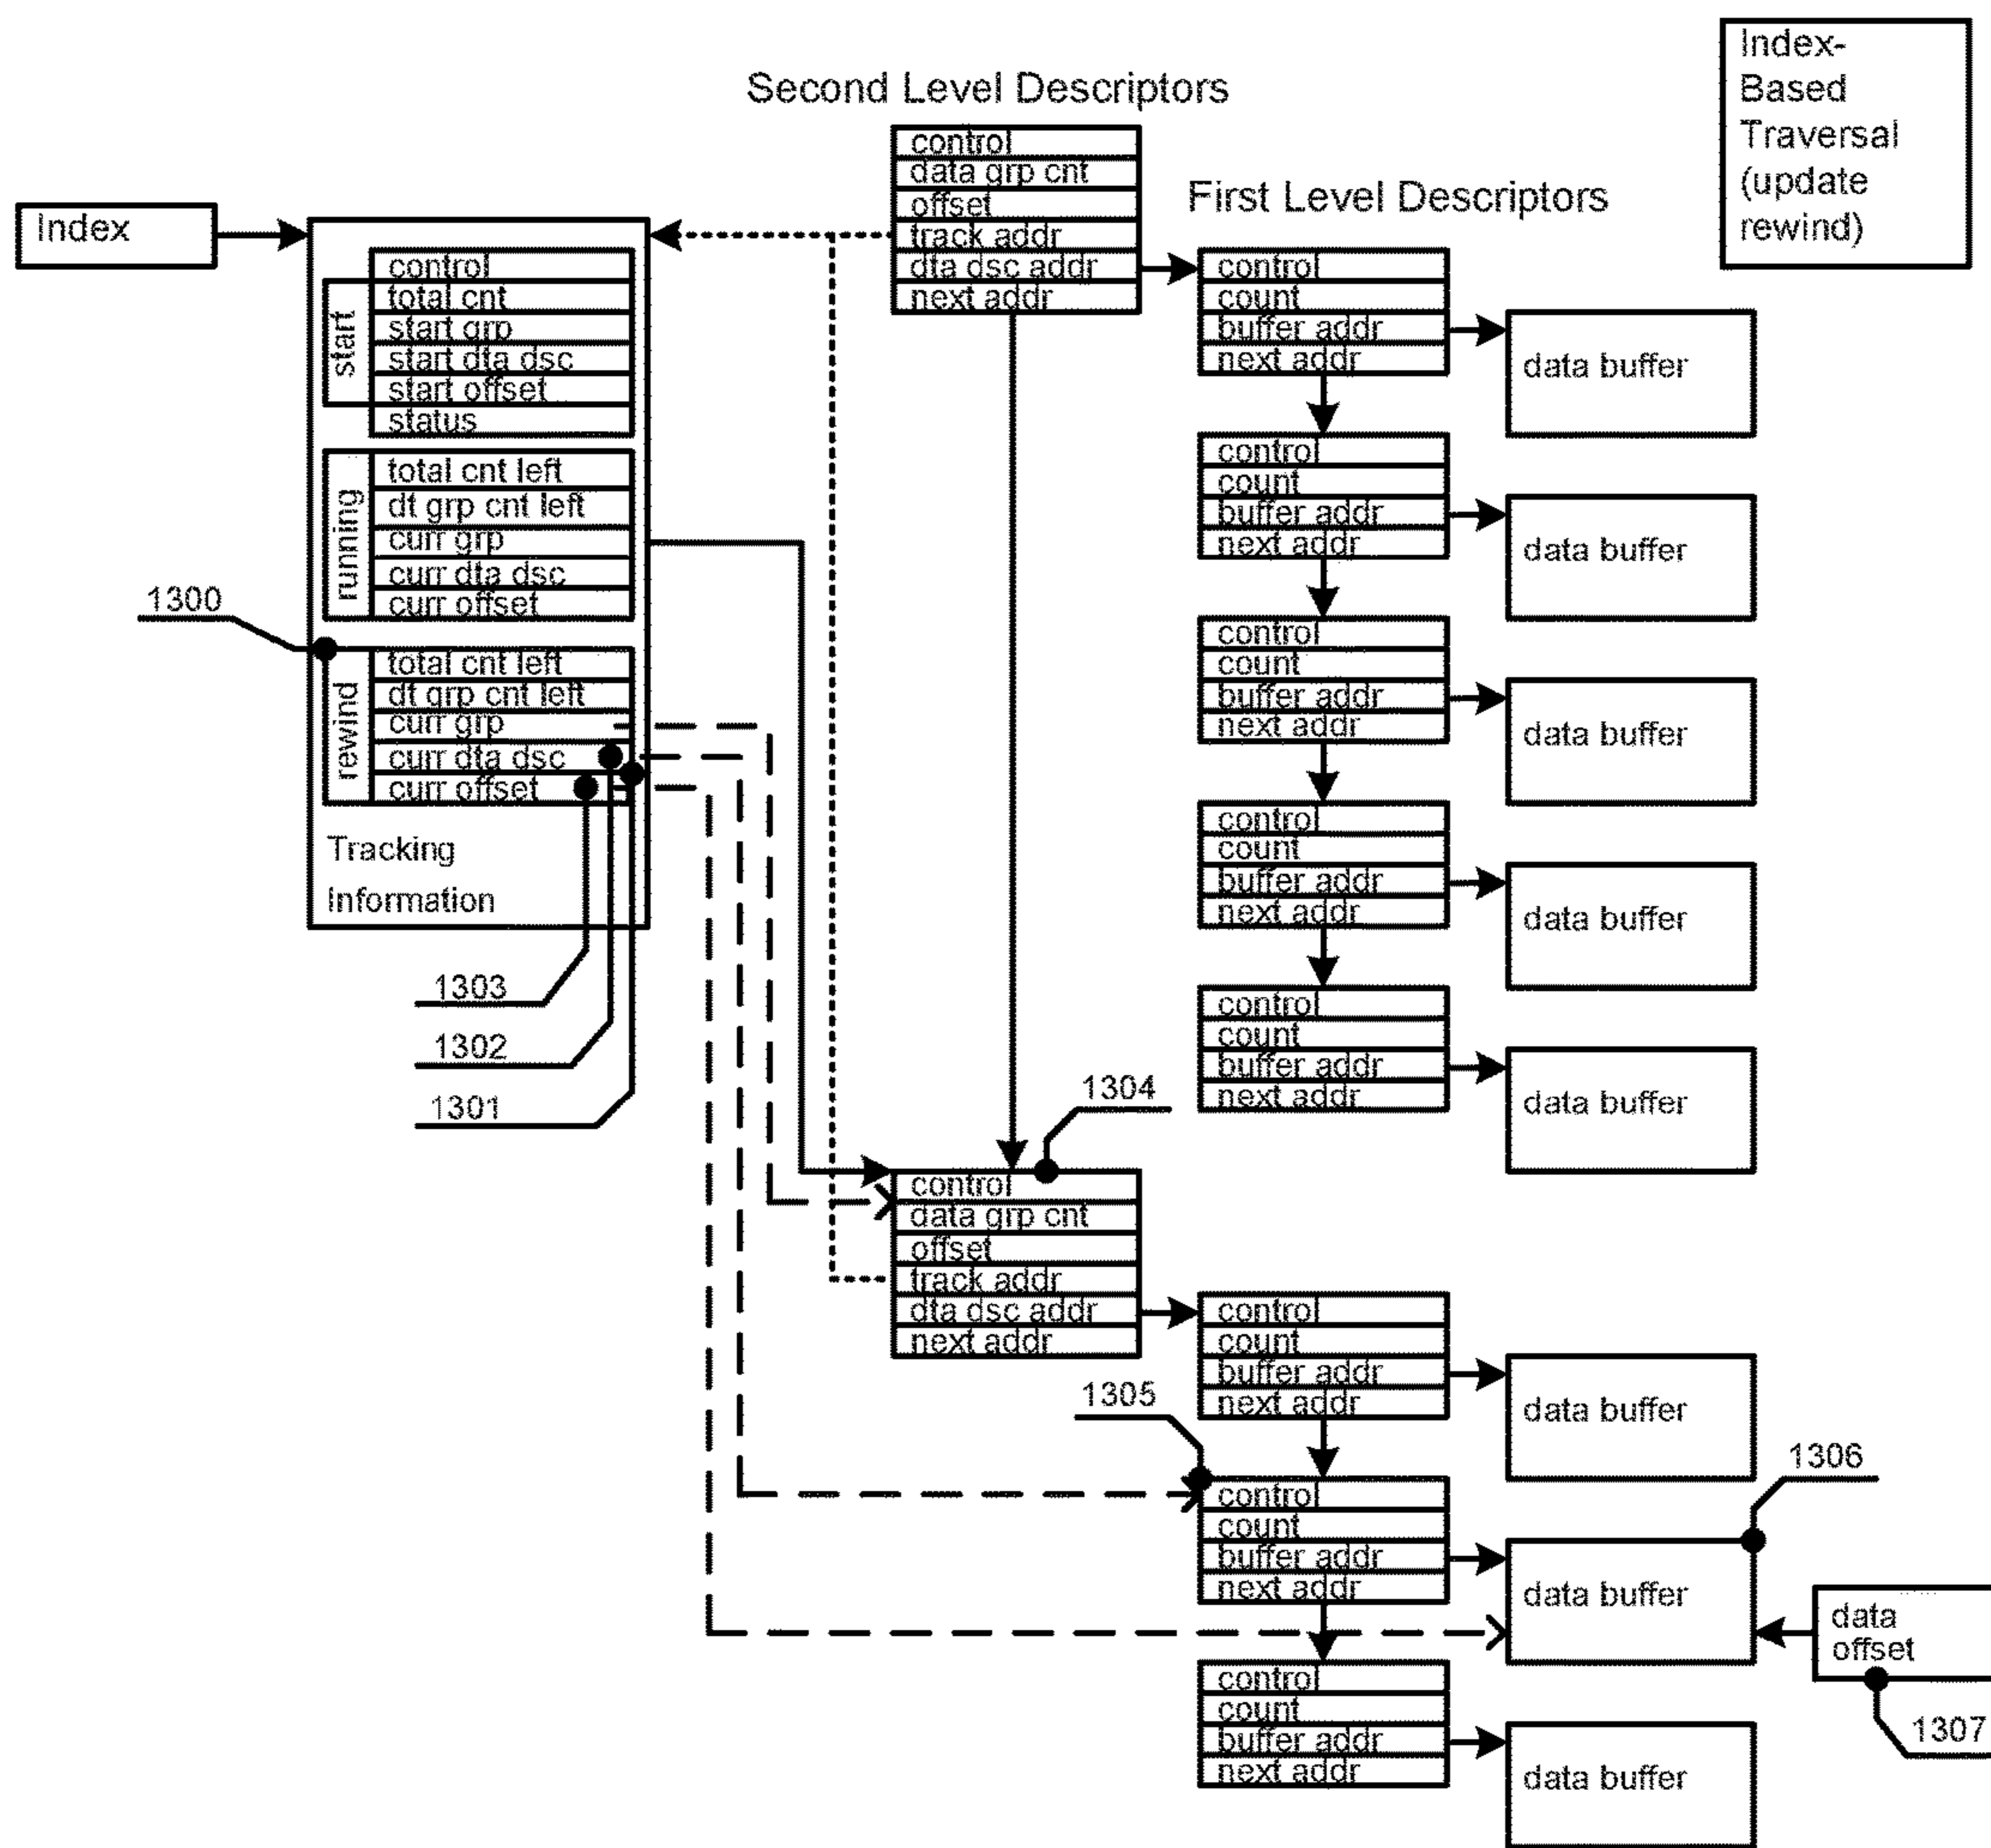 Index-
Based
Traversal
(update
rewind)
Second Level Descriptors
First Level Descriptors
Index
control
total cnt
start grp
start dta dsc
start offset
status
start
total cnt left
dt grp cnt left
curr grp
curr dta dsc
curr offset
running
total cnt left
dt grp cnt left
curr grp
curr dta dsc
curr offset
rewind
Tracking
Information
1300
1303
1302
1301
control
data grp cnt
offset
track addr
dta dsc addr
next addr
control
count
buffer addr
next addr
data buffer
control
count
buffer addr
next addr
data buffer
control
count
buffer addr
next addr
data buffer
control
count
buffer addr
next addr
data buffer
control
count
buffer addr
next addr
data buffer
1304
control
data grp cnt
offset
track addr
dta dsc addr
next addr
control
count
buffer addr
next addr
data buffer
1305
control
count
buffer addr
next addr
data buffer
1306
data
offset
1307
control
count
buffer addr
next addr
data buffer